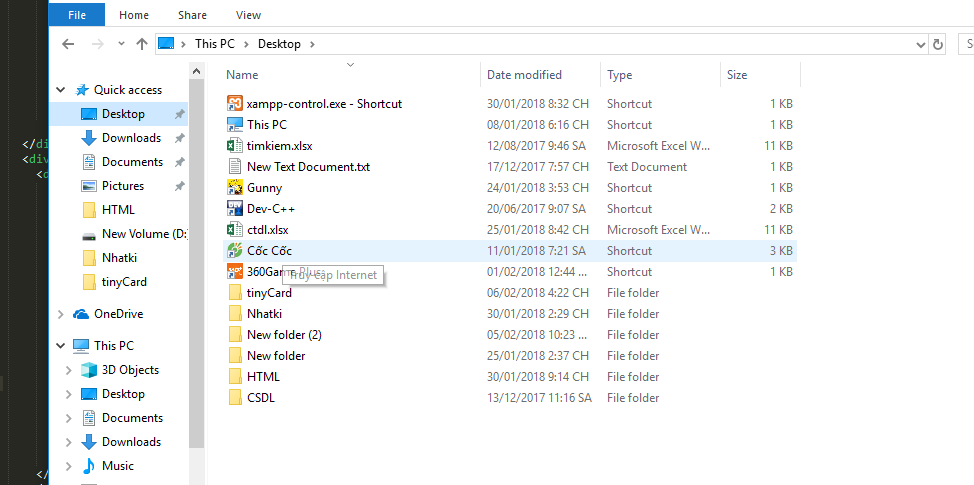 File Home Share View
This PC Desktop
Name Date modified Type Size
Quick access
Desktop
Downloads
Documents
Pictures
HTML
New Volume (D:
Nhatki
tinyCard
OneDrive
This PC
3D Objects
Desktop
Documents
Downloads
Music
xampp-control.exe - Shortcut 30/01/2018 8:32 CH Shortcut 1 KB
This PC 08/01/2018 6:16 CH Shortcut 1 KB
timkiem.xlsx 12/08/2017 9:46 SA Microsoft Excel W... 11 KB
New Text Document.txt 17/12/2017 7:17 CH Text Document 1 KB
Gunny 24/01/2018 3:53 CH Shortcut 1 KB
Dev-C++ 20/06/2017 9:07 SA Shortcut 2 KB
ctdl.xlsx 25/01/2018 8:42 CH Microsoft Excel W... 11 KB
Cốc Cốc 11/01/2018 7:21 SA Shortcut 3 KB
360Game Plus 01/02/2018 12:44 ... Shortcut 1 KB
Truy cập Internet
tinyCard 06/02/2018 4:22 CH File folder
Nhatki 30/01/2018 2:29 CH File folder
New folder (2) 05/02/2018 10:23 ... File folder
New folder 25/01/2018 2:37 CH File folder
HTML 30/01/2018 9:14 CH File folder
CSDL 13/12/2017 11:16 SA File folder
</di
<div
<d
</